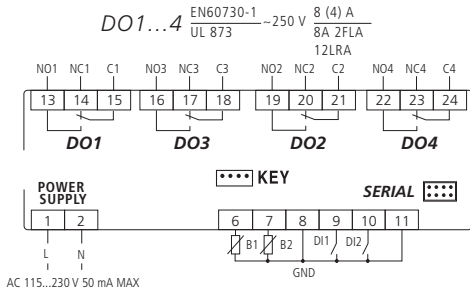 DO1...4 EN60730-1 ~250 V 8 (4) A
UL 873 8A 2FLA
12LRA
NO1 NC1 C1 NO3 NC3 C3 NO2 NC2 C2 NO4 NC4 C4
13 14 15 16 17 18 19 20 21 22 23 24
DO1 DO3 DO2 DO4
KEY
POWER
SUPPLY
SERIAL
1 2 6 7 8 9 10 11
B1 B2 DI1 DI2
L N
GND
AC 115...230 V 50 mA MAX